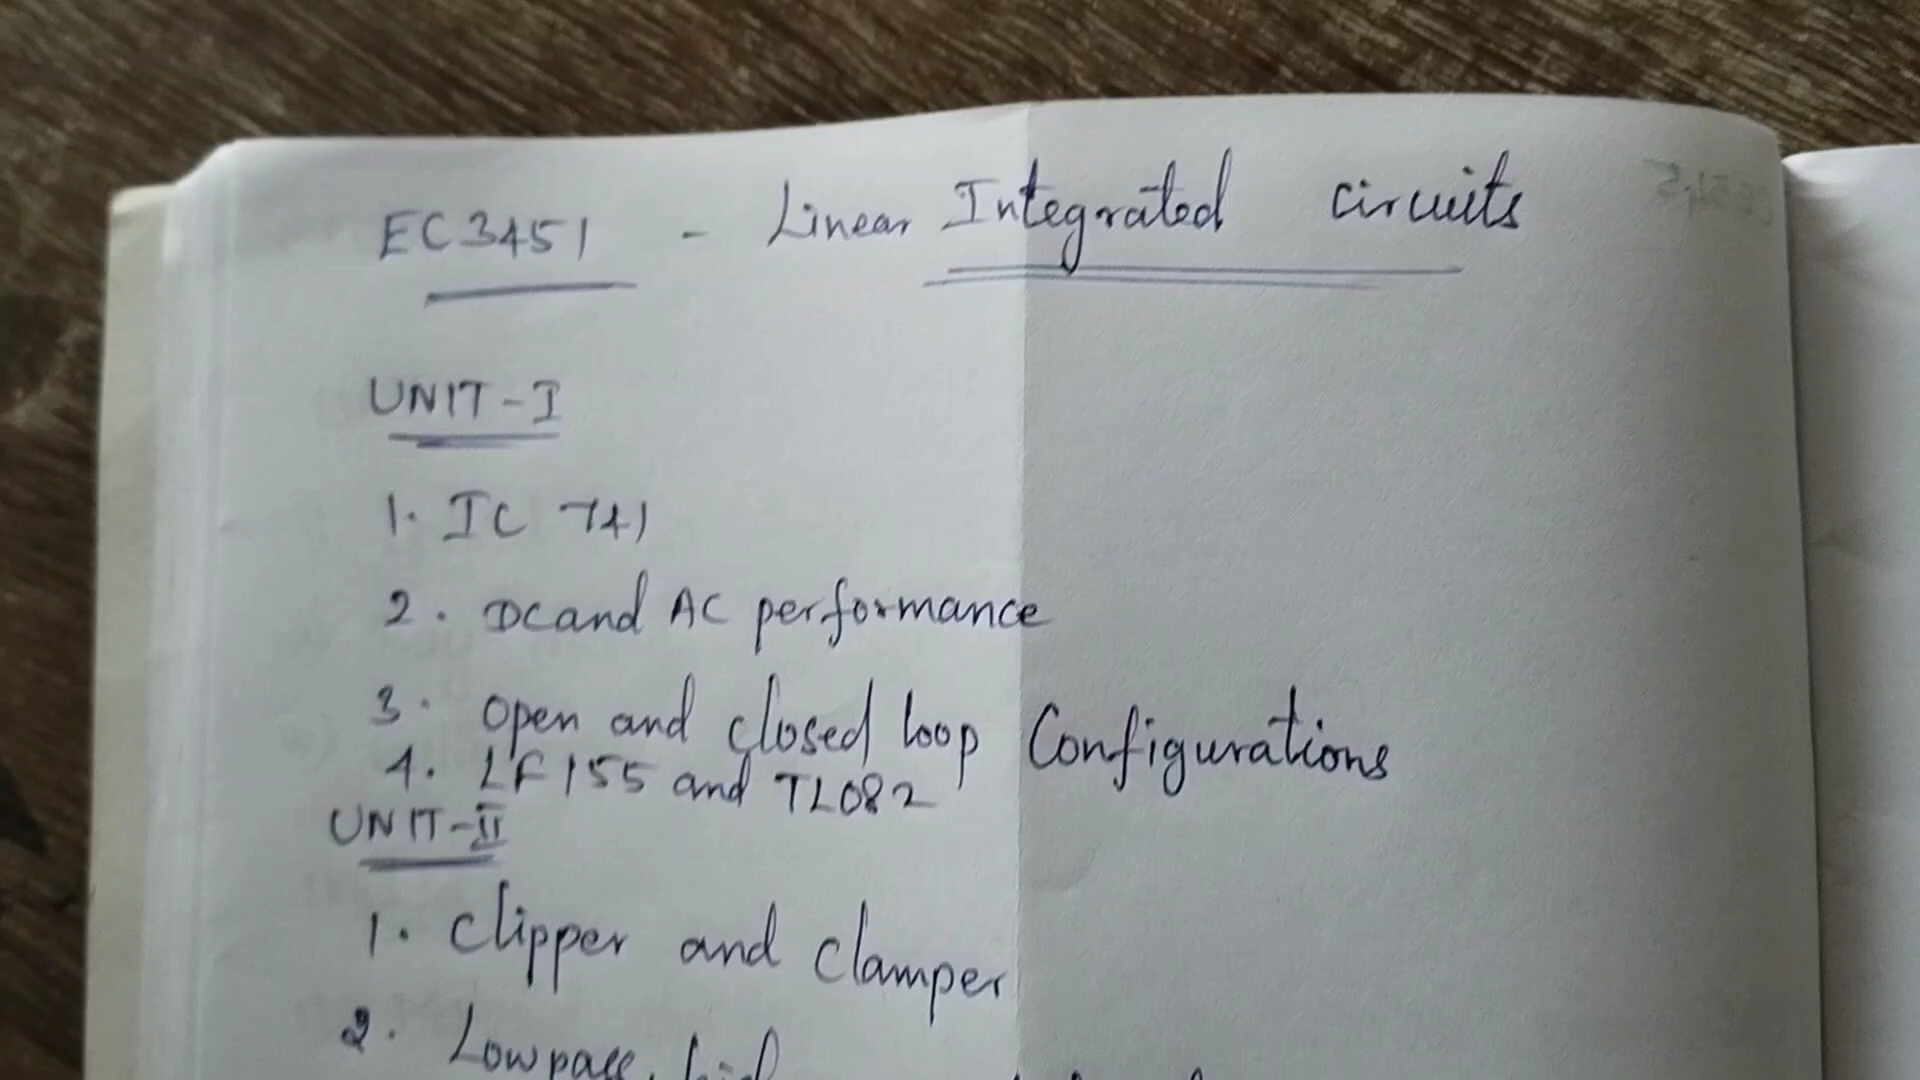 EC3451 - Linear Integrated circuits
UNIT-I
1. IC 741
2. DC and AC performance
3. open and closed loop Configurations
4. LF155 and TL082
UNIT-II
1. Clipper and Clamper
2. Lowpass, high